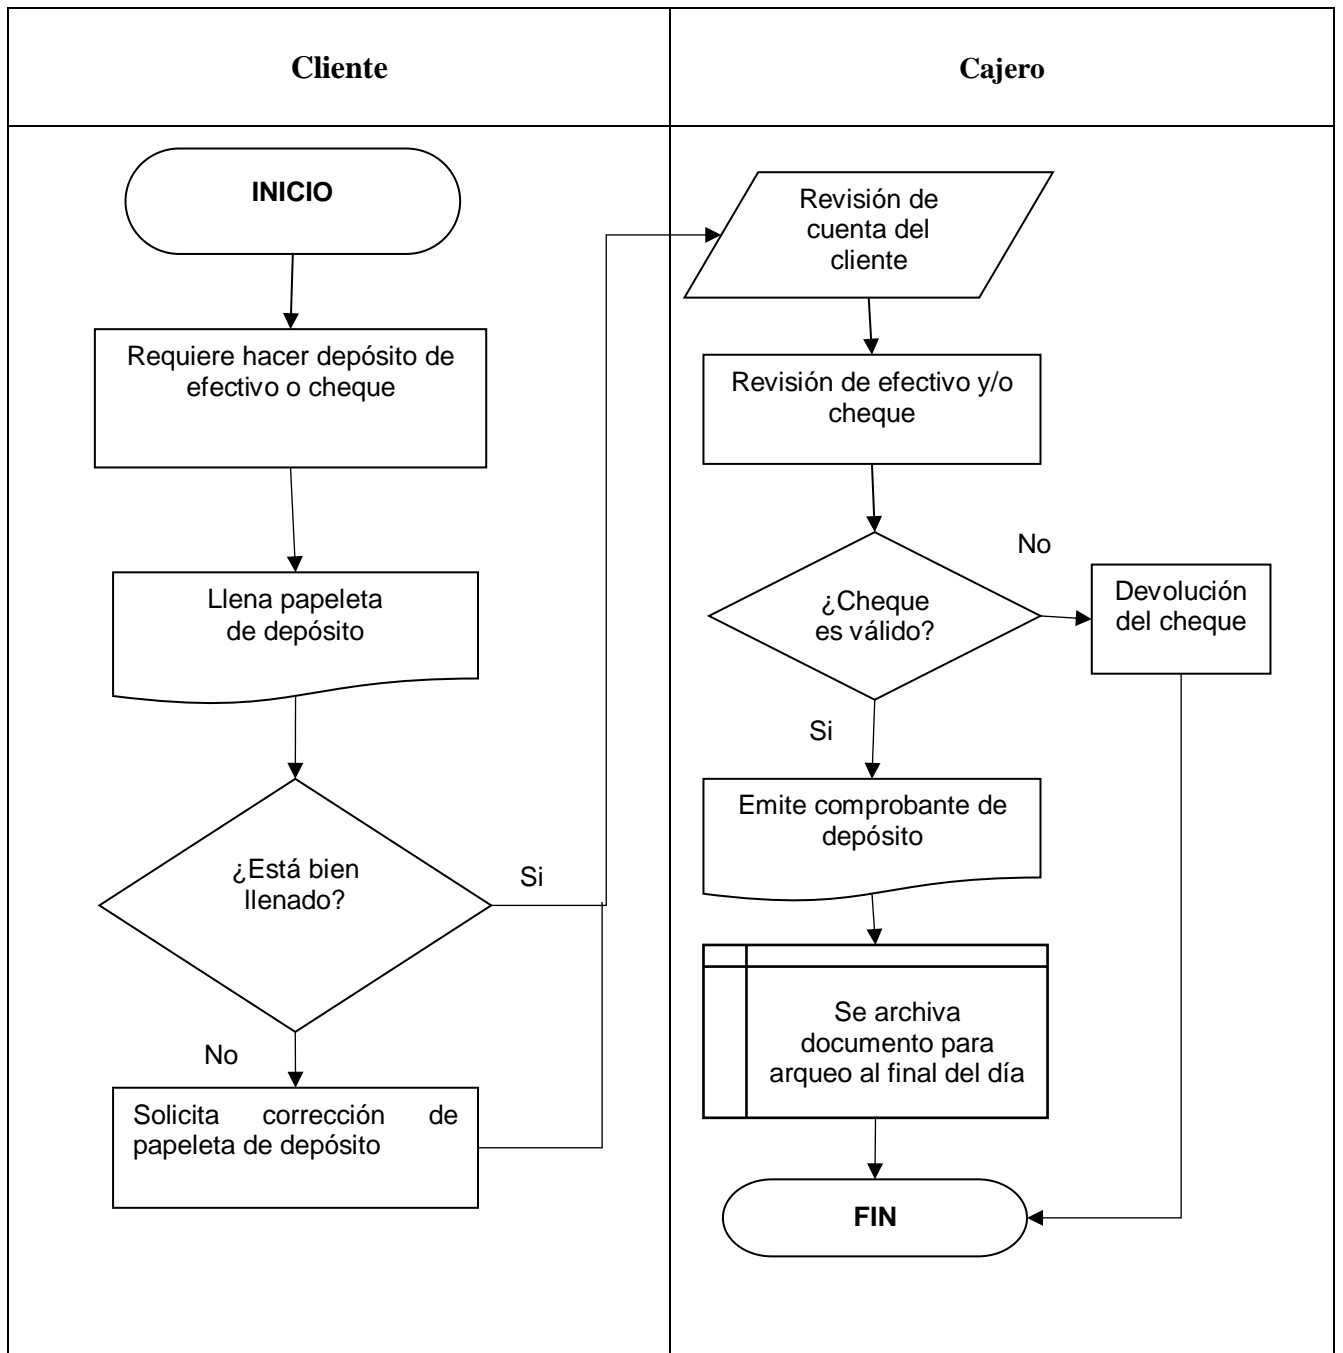 Cliente
Cajero
INICIO
Requiere hacer depósito de
efectivo o cheque
Llena papeleta
de depósito
¿Está bien
llenado?
Si
No
Solicita corrección de
papeleta de depósito
Revisión de
cuenta del
cliente
Revisión de efectivo y/o
cheque
¿Cheque
es válido?
No
Devolución
del cheque
Si
Emite comprobante de
depósito
Se archiva
documento para
arqueo al final del día
FIN